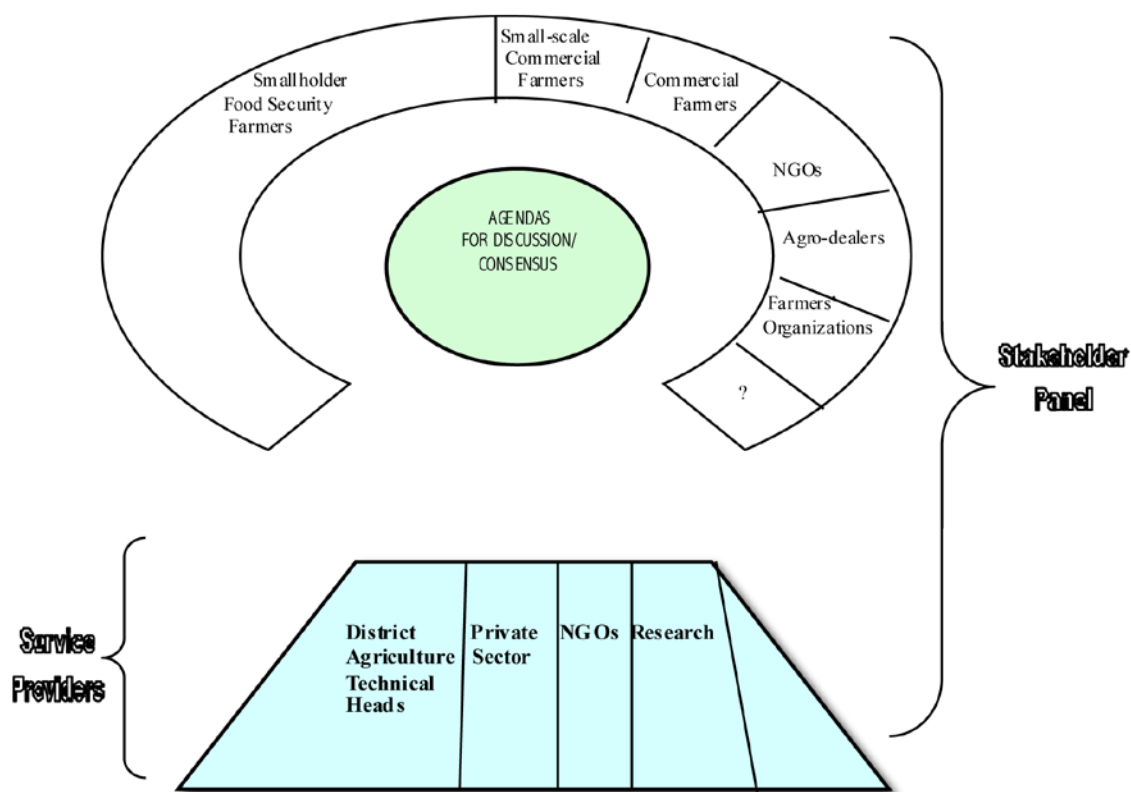 Smallholder
Food Security
Farmers
Small-scale
Commercial
Farmers
Commercial
Farmers
NGOs
Agro-dealers
Farmers'
Organizations
?
AGENDAS
FOR DISCUSSION/
CONSENSUS
Stakeholder
Panel
Service
Providers
District
Agriculture
Technical
Heads
Private
Sector
NGOs
Research